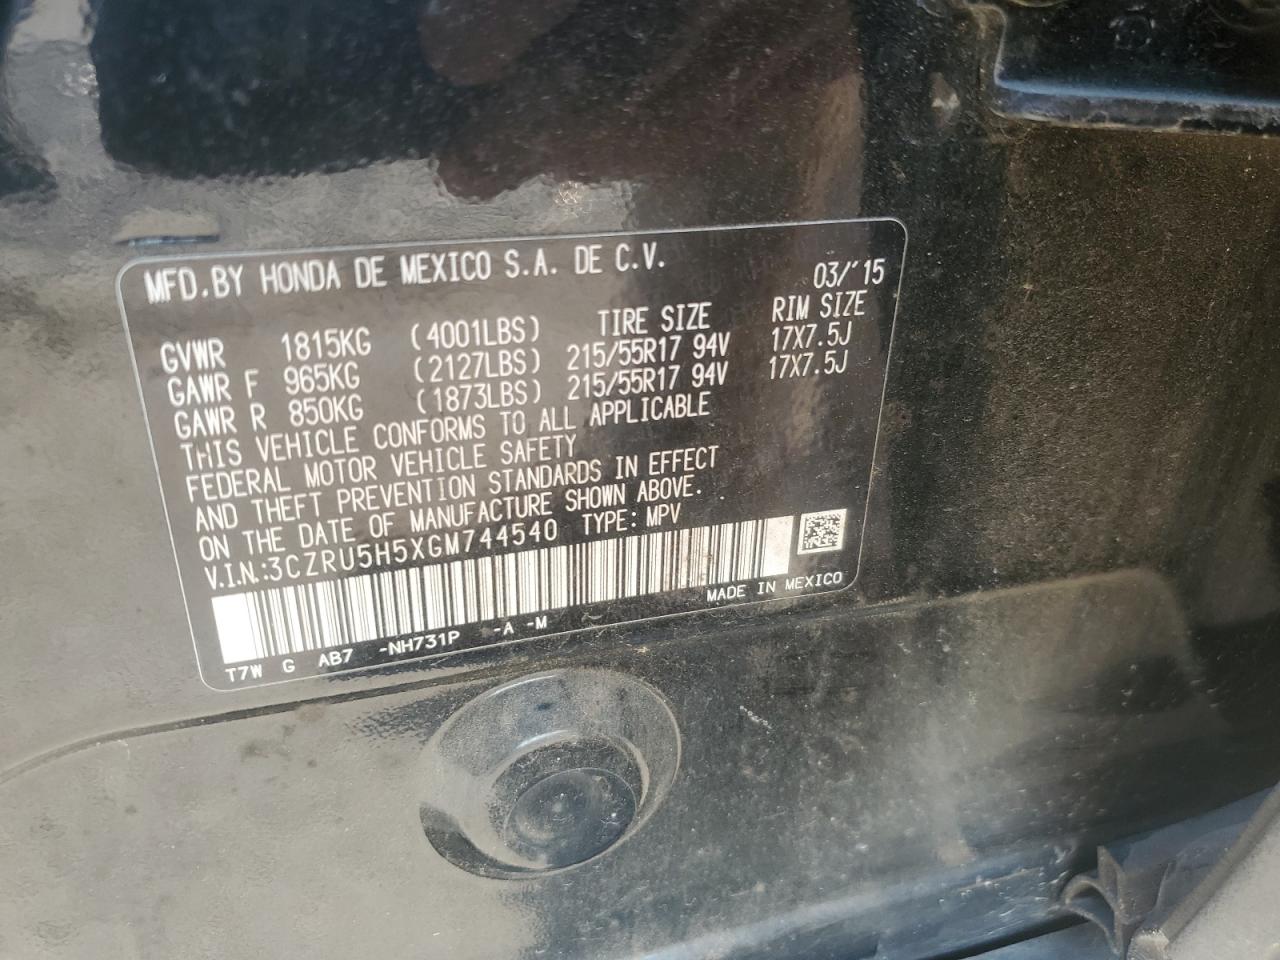 MFD. BY HONDA DE MEXICO S.A. DE C.V.
03/'15
GVWR 1815KG (4001LBS) TIRE SIZE RIM SIZE
GAWR F 965KG (2127LBS) 215/55R17 94V 17X7.5J
GAWR R 850KG (1873LBS) 215/55R17 94V 17X7.5J
THIS VEHICLE CONFORMS TO ALL APPLICABLE
FEDERAL MOTOR VEHICLE SAFETY
AND THEFT PREVENTION STANDARDS IN EFFECT
ON THE DATE OF MANUFACTURE SHOWN ABOVE.
V.I.N.:3CZRU5H5XGM744540 TYPE: MPV
MADE IN MEXICO
T7W G AB7 -NH731P -A -M